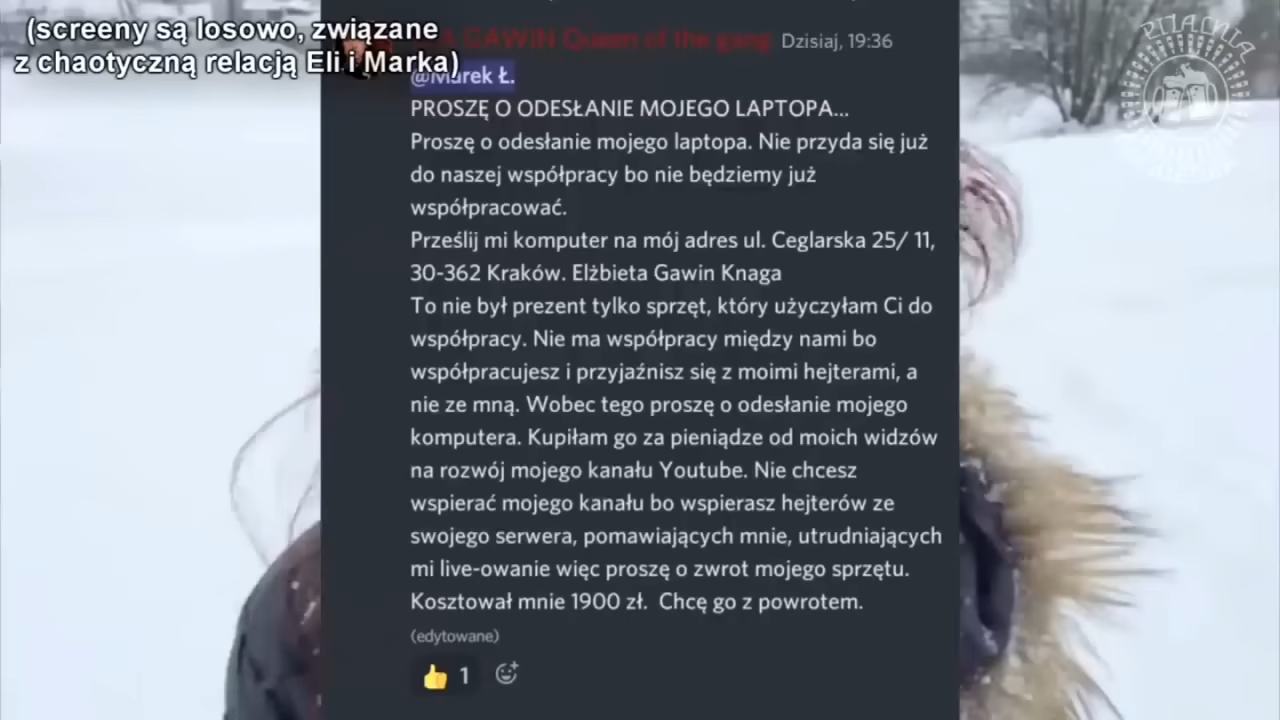 (screeny są losowo, związane
z chaotyczną relacją Eli i Marka)
GAWIN Queen of the gang Dzisiaj, 19:36
@Marek Ł.
PROSZĘ O ODESŁANIE MOJEGO LAPTOPA...
Proszę o odesłanie mojego laptopa. Nie przyda się już
do naszej współpracy bo nie będziemy już
współpracować.
Prześlij mi komputer na mój adres ul. Ceglarska 25/ 11,
30-362 Kraków. Elżbieta Gawin Knaga
To nie był prezent tylko sprzęt, który użyczyłam Ci do
współpracy. Nie ma współpracy między nami bo
współpracujesz i przyjaźnisz się z moimi hejterami, a
nie ze mną. Wobec tego proszę o odesłanie mojego
komputera. Kupiłam go za pieniądze od moich widzów
na rozwój mojego kanału Youtube. Nie chcesz
wspierać mojego kanału bo wspierasz hejterów ze
swojego serwera, pomawiających mnie, utrudniających
mi live-owanie więc proszę o zwrot mojego sprzętu.
Kosztował mnie 1900 zł. Chcę go z powrotem.
(edytowane)
👍 1
PIJALNIA